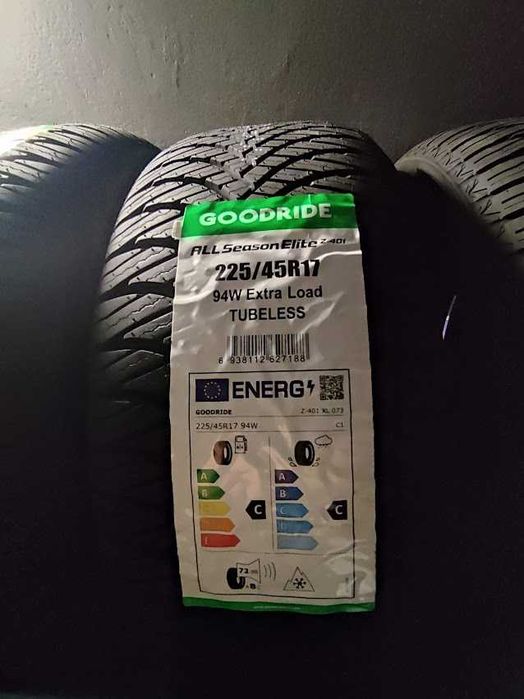 GOODRIDE
ALL Season Elite Z-401
225/45R17
94W Extra Load
TUBELESS
6 938112 627188
ENERG
GOODRIDE Z-401 XL 073
225/45R17 94W C1
A A
B B
C C
C C
E E